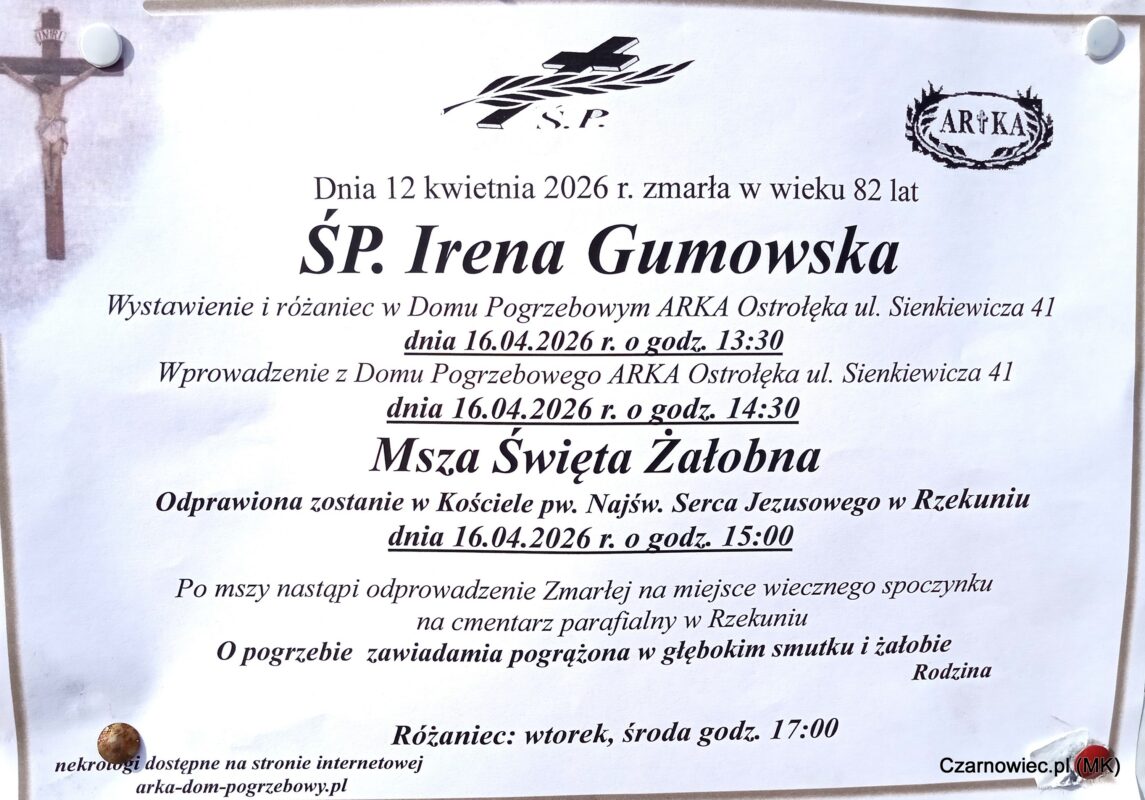 INRI
Ś.P.
ARKA
Dnia 12 kwietnia 2026 r. zmarła w wieku 82 lat
ŚP. Irena Gumowska
Wystawienie i różaniec w Domu Pogrzebowym ARKA Ostrołęka ul. Sienkiewicza 41
dnia 16.04.2026 r. o godz. 13:30
Wprowadzenie z Domu Pogrzebowego ARKA Ostrołęka ul. Sienkiewicza 41
dnia 16.04.2026 r. o godz. 14:30
Msza Święta Żałobna
Odprawiona zostanie w Kościele pw. Najśw. Serca Jezusowego w Rzekuniu
dnia 16.04.2026 r. o godz. 15:00
Po mszy nastąpi odprowadzenie Zmarłej na miejsce wiecznego spoczynku
na cmentarz parafialny w Rzekuniu
O pogrzebie zawiadamia pogrążona w głębokim smutku i żałobie
Rodzina
Różaniec: wtorek, środa godz. 17:00
nekrologi dostępne na stronie internetowej
arka-dom-pogrzebowy.pl
Czarnowiec.pl (MK)